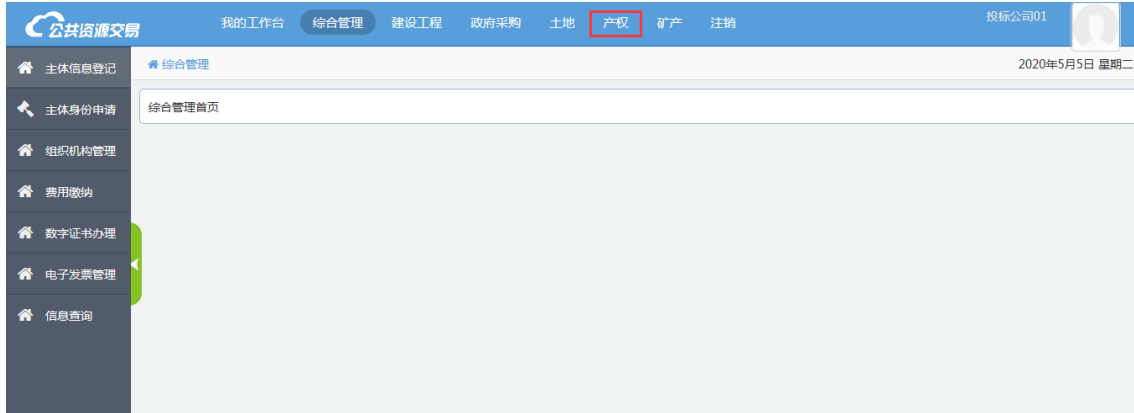 公共资源交易
我的工作台 综合管理 建设工程 政府采购 土地 产权 矿产 注销
投标公司01
主体信息登记
主体身份申请
组织机构管理
费用缴纳
数字证书办理
电子发票管理
信息查询
综合管理
2020年5月5日 星期二
综合管理首页